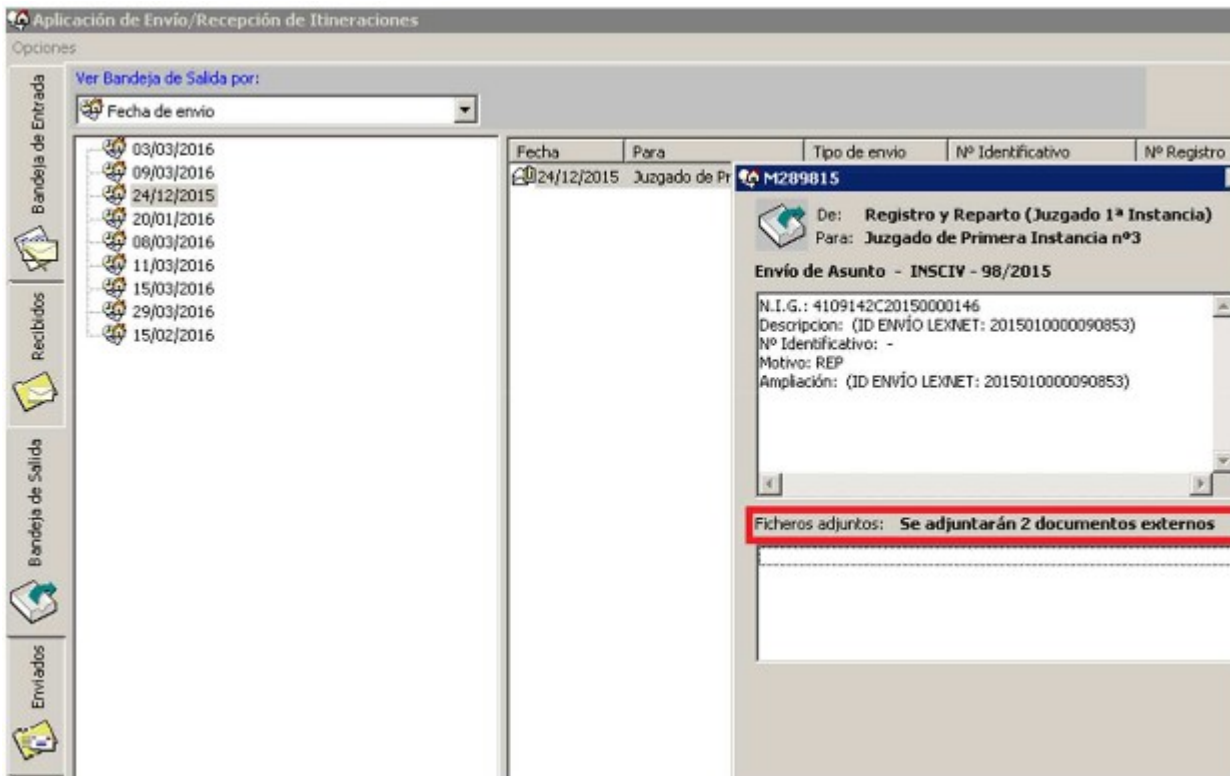 Aplicación de Envío/Recepción de Itineraciones
Opciones
Bandeja de Entrada
Recibidos
Bandeja de Salida
Enviados
Ver Bandeja de Salida por:
Fecha de envio
03/03/2016
09/03/2016
24/12/2015
20/01/2016
08/03/2016
11/03/2016
15/03/2016
29/03/2016
15/02/2016
Fecha Para Tipo de envio Nº Identificativo Nº Registro
24/12/2015 Juzgado de Pr
M289815
De: Registro y Reparto (Juzgado 1ª Instancia)
Para: Juzgado de Primera Instancia nº3
Envío de Asunto - INSCIV - 98/2015
N.I.G.: 4109142C20150000146
Descripcion: (ID ENVÍO LEXNET: 2015010000090853)
Nº Identificativo: -
Motivo: REP
Ampliación: (ID ENVÍO LEXNET: 2015010000090853)
Ficheros adjuntos: Se adjuntarán 2 documentos externos